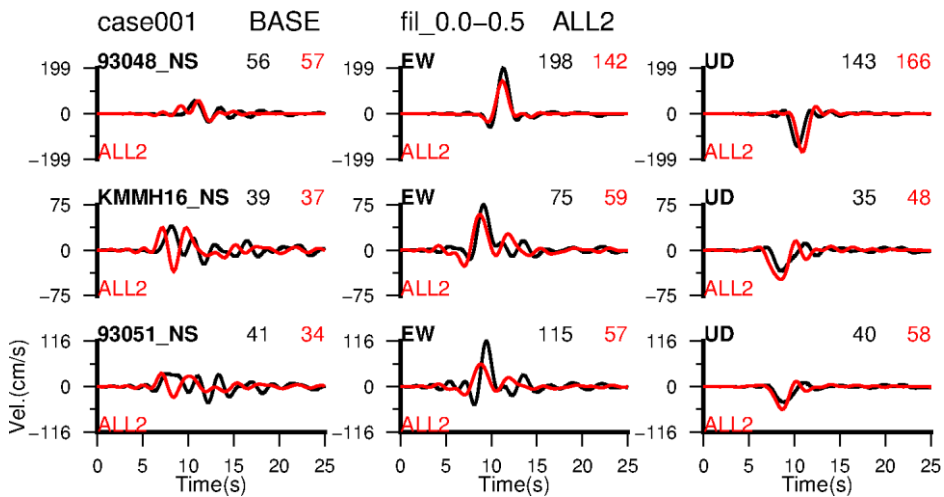 case001 BASE fil_0.0−0.5 ALL2
93048_NS 56 57 EW 198 142 UD 143 166
199 199 199
0 0 0
−199 −199 −199
ALL2 ALL2 ALL2
KMMH16_NS 39 37 EW 75 59 UD 35 48
75 75 75
0 0 0
−75 −75 −75
ALL2 ALL2 ALL2
93051_NS 41 34 EW 115 57 UD 40 58
116 116 116
0 0 0
−116 −116 −116
ALL2 ALL2 ALL2
Vel.(cm/s)
0 5 10 15 20 25 0 5 10 15 20 25 0 5 10 15 20 25
Time(s) Time(s) Time(s)